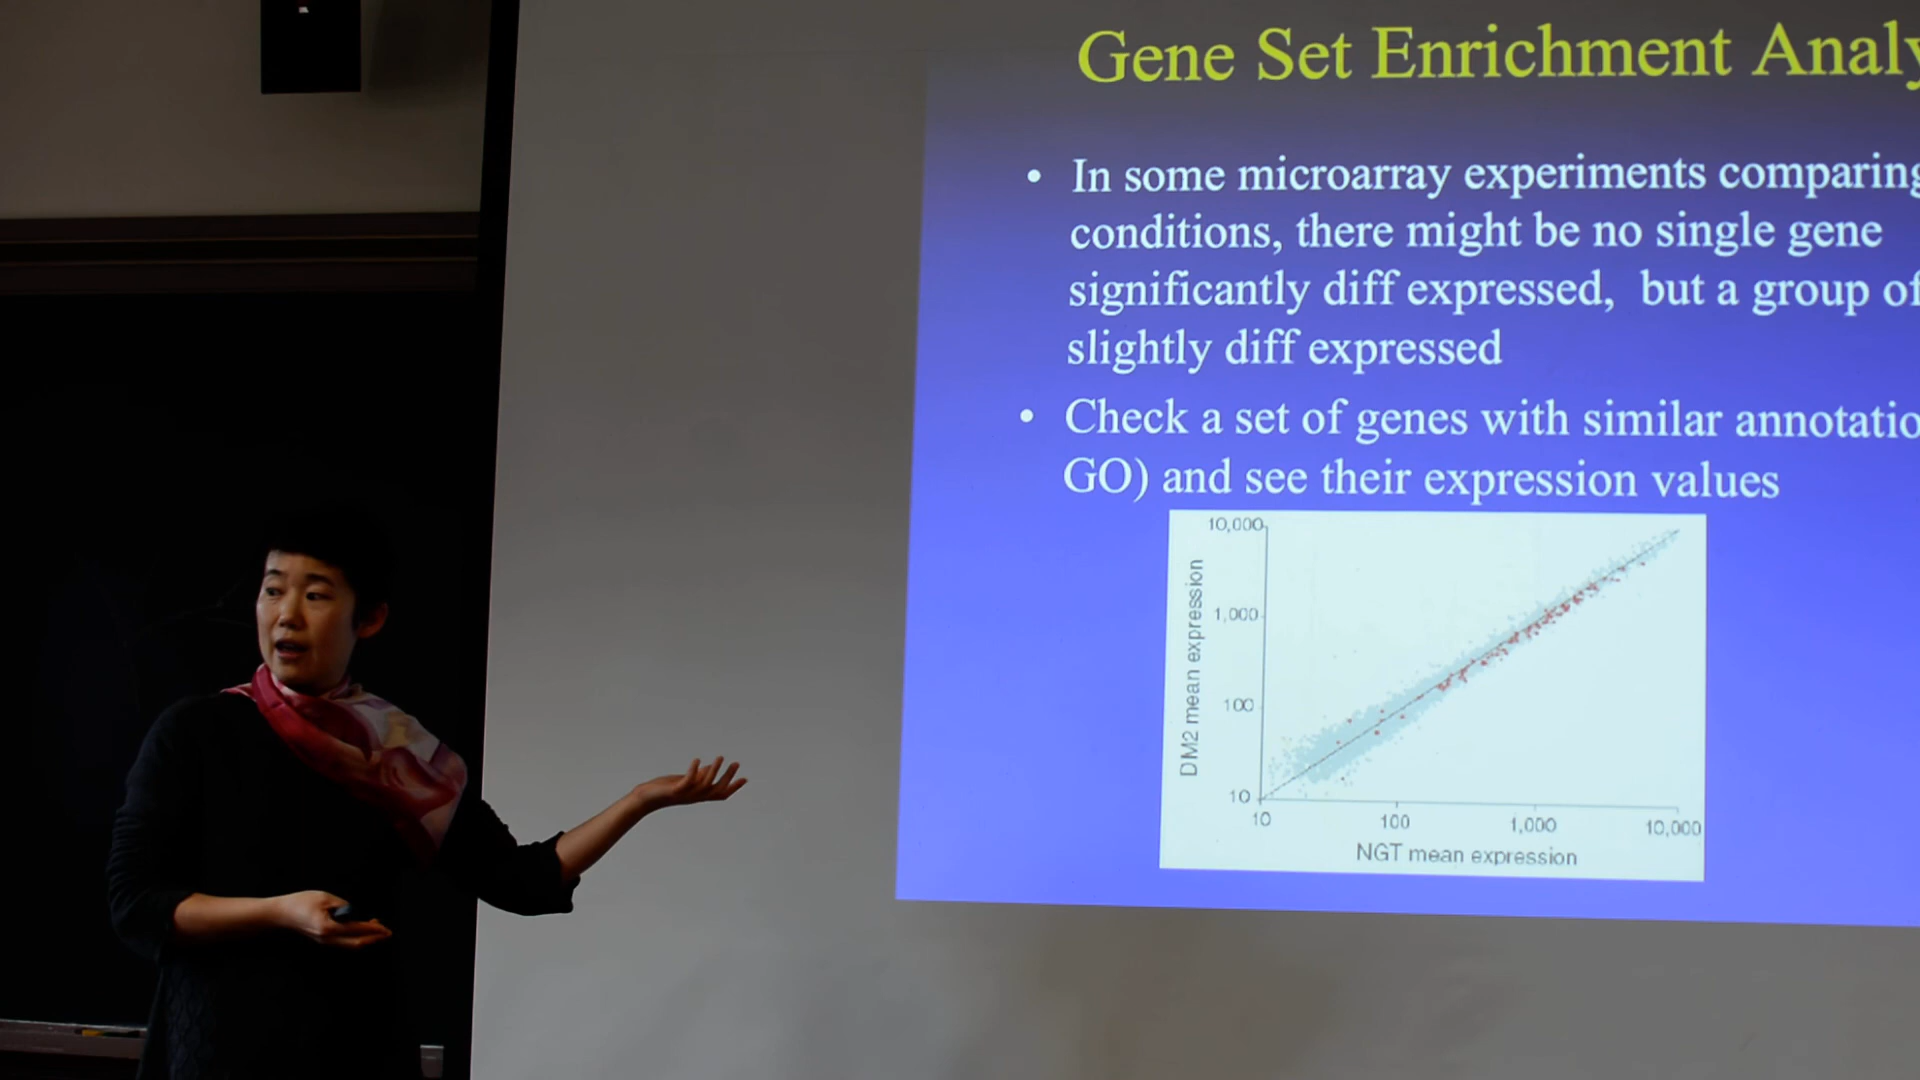 Gene Set Enrichment Analy
• In some microarray experiments comparing
conditions, there might be no single gene
significantly diff expressed, but a group of
slightly diff expressed
• Check a set of genes with similar annotatio
GO) and see their expression values
10,000
1,000
100
10
DM2 mean expression
10 100 1,000 10,000
NGT mean expression